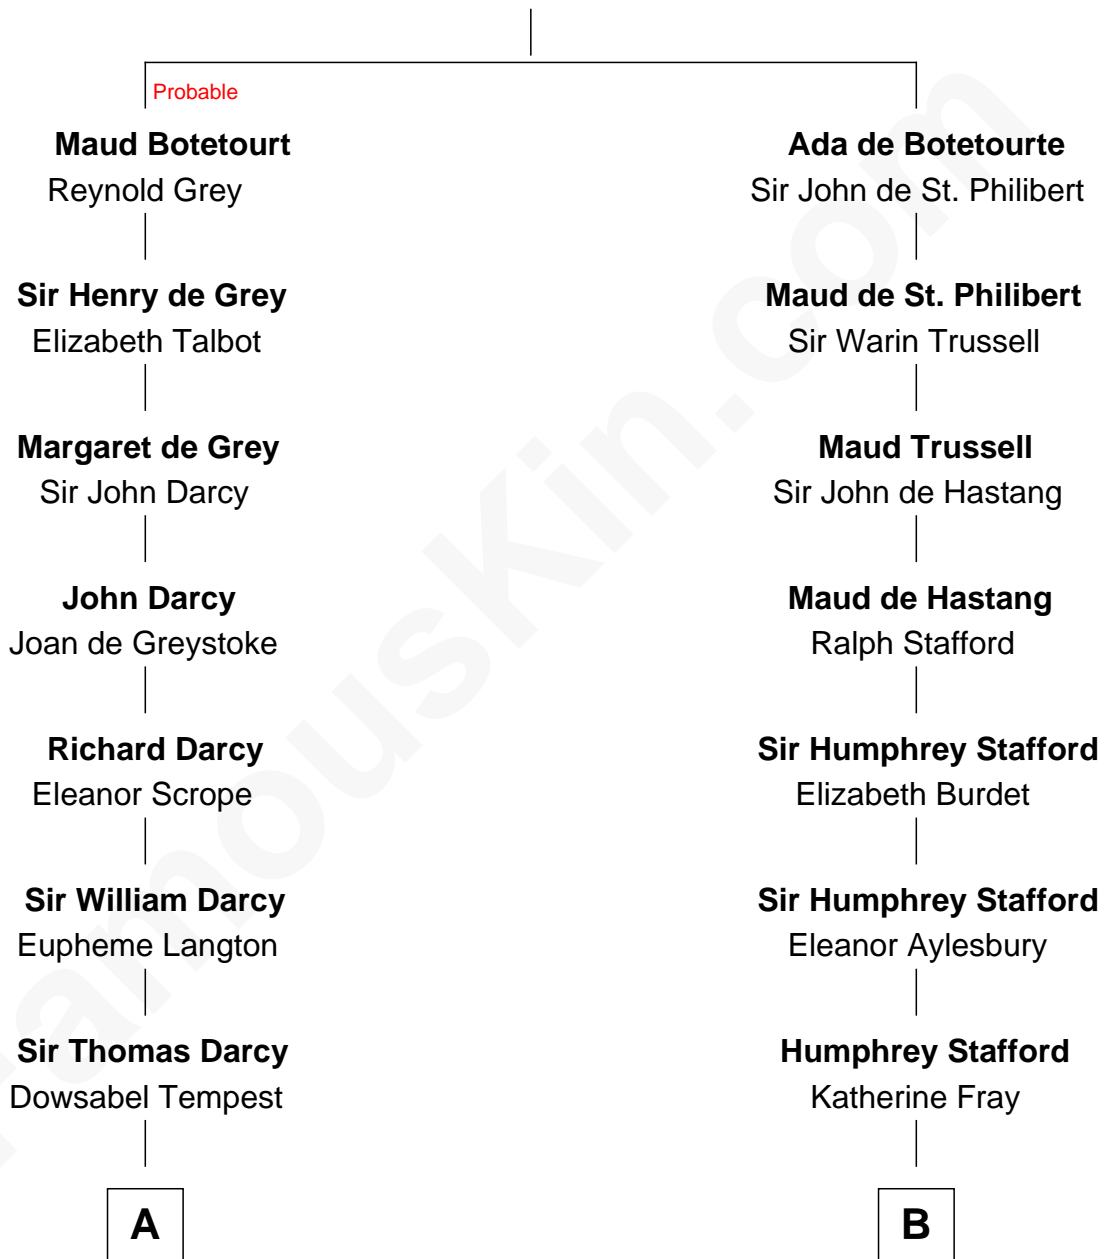 Probable
Maud Botetourt
Reynold Grey
Sir Henry de Grey
Elizabeth Talbot
Margaret de Grey
Sir John Darcy
John Darcy
Joan de Greystoke
Richard Darcy
Eleanor Scrope
Sir William Darcy
Eupheme Langton
Sir Thomas Darcy
Dowsabel Tempest
A
Ada de Botetourte
Sir John de St. Philibert
Maud de St. Philibert
Sir Warin Trussell
Maud Trussell
Sir John de Hastang
Maud de Hastang
Ralph Stafford
Sir Humphrey Stafford
Elizabeth Burdet
Sir Humphrey Stafford
Eleanor Aylesbury
Humphrey Stafford
Katherine Fray
B
FamousKin.com